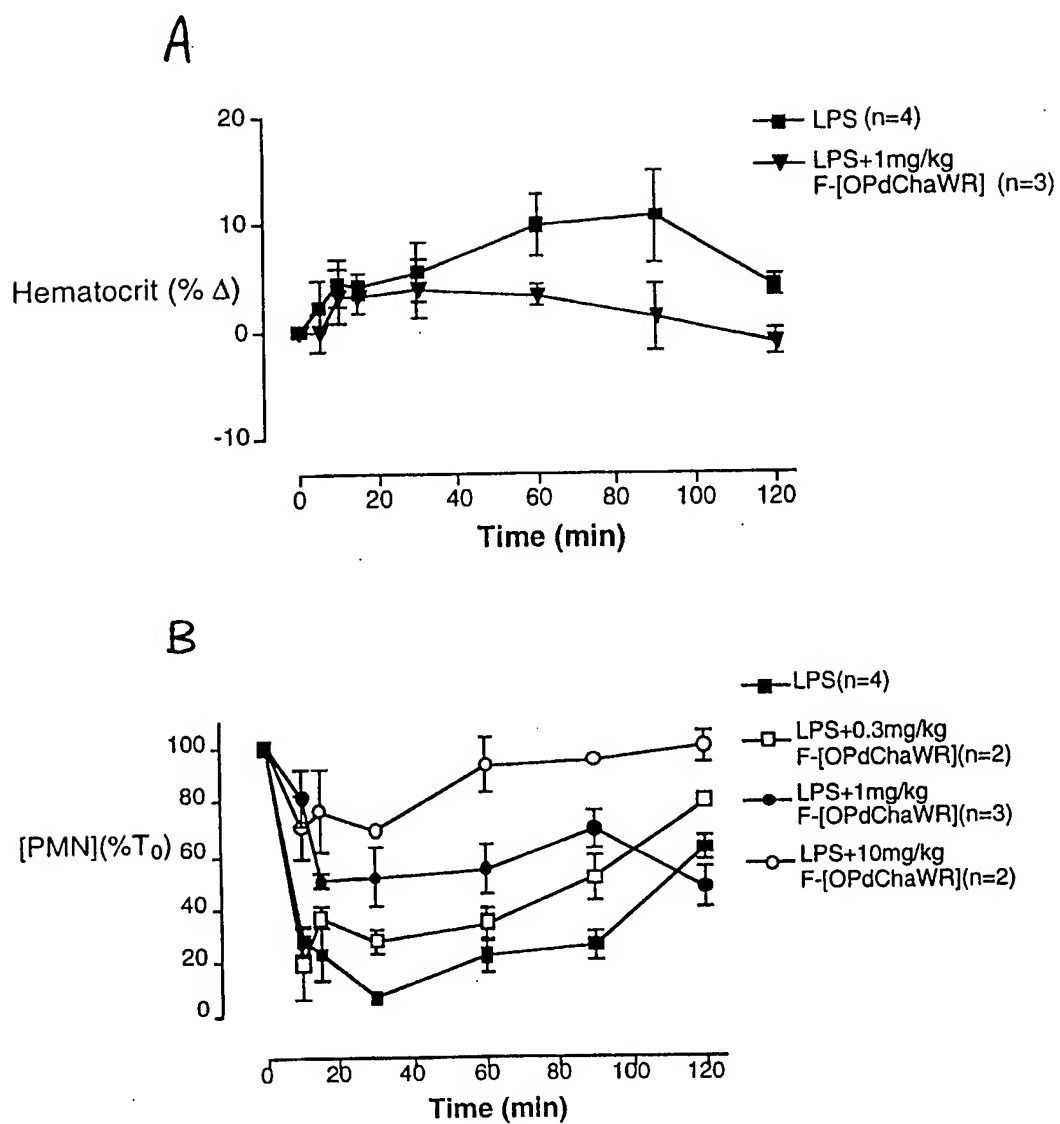 A
20
10
0
-10
Hematocrit (% Δ)
LPS (n=4)
LPS+1mg/kg
F-[OPdChaWR] (n=3)
0 20 40 60 80 100 120
Time (min)
B
100
80
60
40
20
0
[PMN](%T₀)
LPS(n=4)
LPS+0.3mg/kg
F-[OPdChaWR](n=2)
LPS+1mg/kg
F-[OPdChaWR](n=3)
LPS+10mg/kg
F-[OPdChaWR](n=2)
0 20 40 60 80 100 120
Time (min)